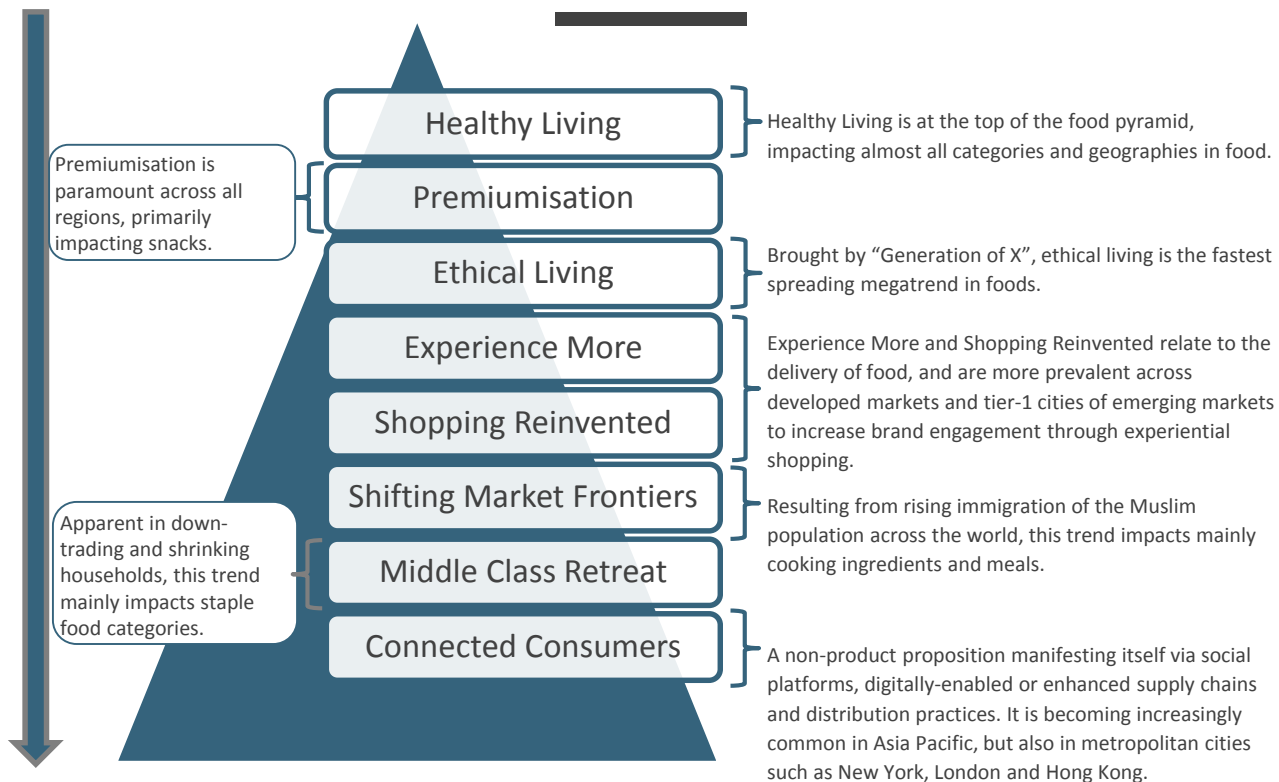 Healthy Living
Healthy Living is at the top of the food pyramid,
impacting almost all categories and geographies in food.
Premiumisation is
paramount across all
regions, primarily
impacting snacks.
Premiumisation
Ethical Living
Brought by “Generation of X”, ethical living is the fastest
spreading megatrend in foods.
Experience More
Shopping Reinvented
Experience More and Shopping Reinvented relate to the
delivery of food, and are more prevalent across
developed markets and tier-1 cities of emerging markets
to increase brand engagement through experiential
shopping.
Shifting Market Frontiers
Resulting from rising immigration of the Muslim
population across the world, this trend impacts mainly
cooking ingredients and meals.
Apparent in down-
trading and shrinking
households, this trend
mainly impacts staple
food categories.
Middle Class Retreat
Connected Consumers
A non-product proposition manifesting itself via social
platforms, digitally-enabled or enhanced supply chains
and distribution practices. It is becoming increasingly
common in Asia Pacific, but also in metropolitan cities
such as New York, London and Hong Kong.